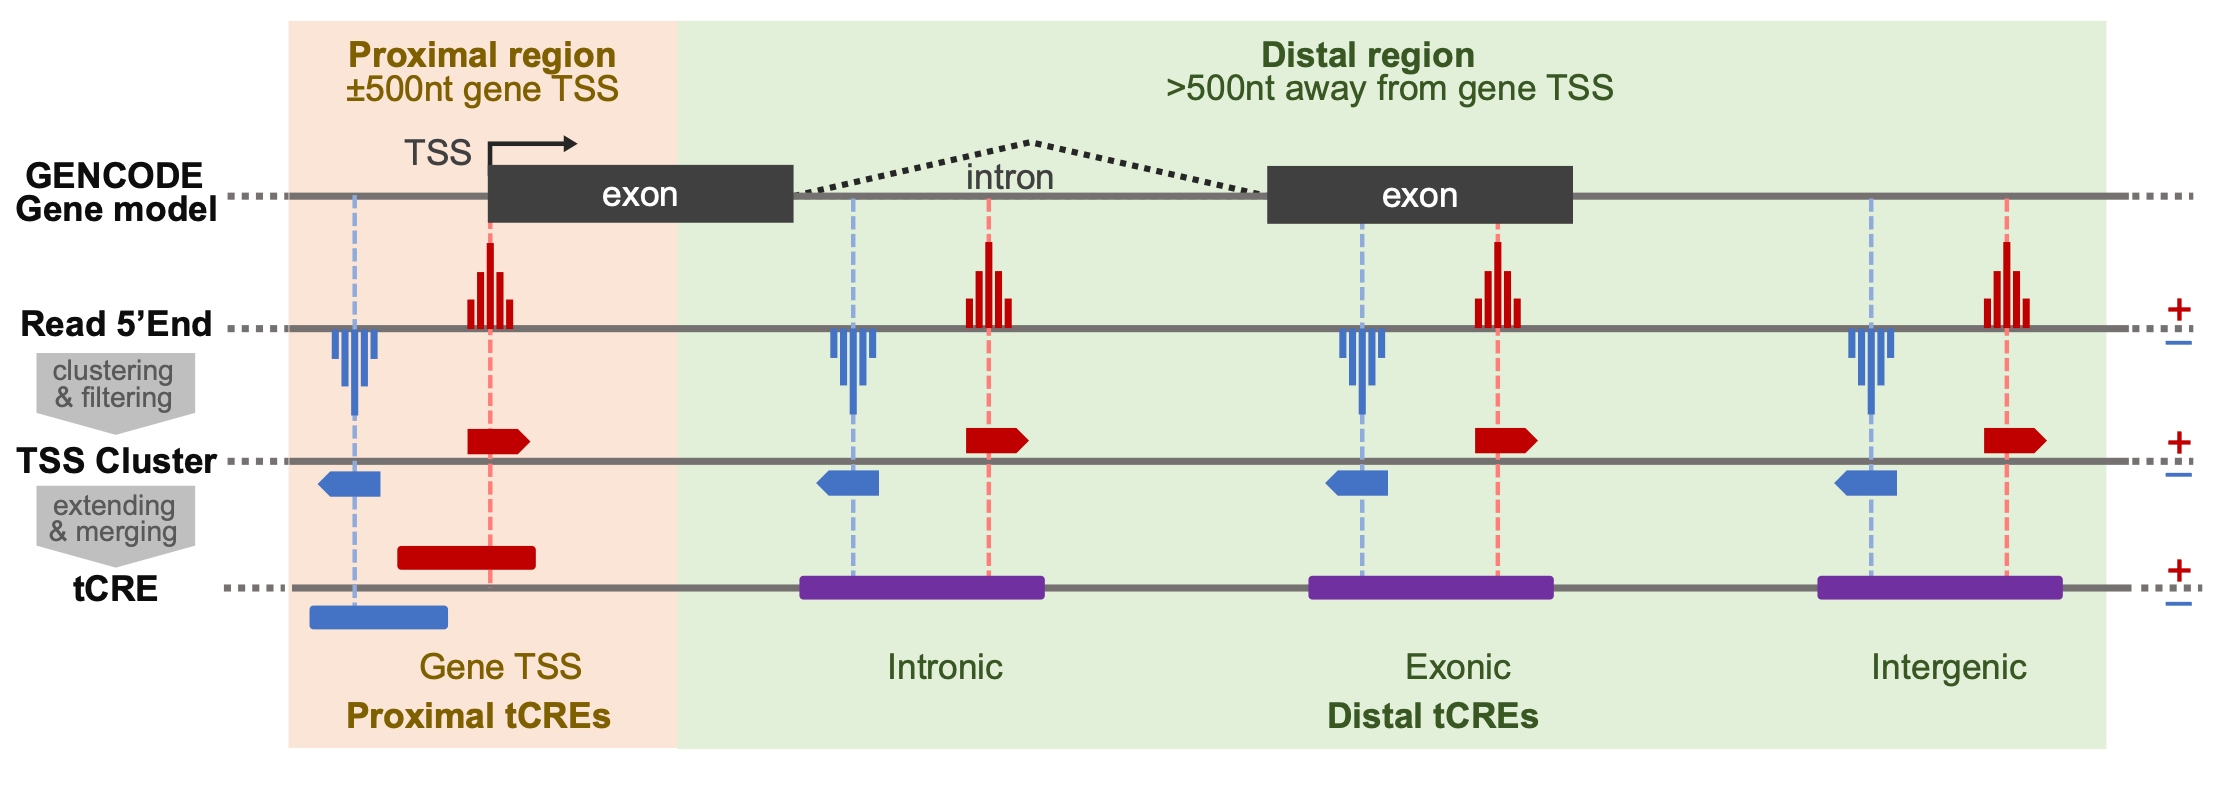 Proximal region
±500nt gene TSS
Distal region
>500nt away from gene TSS
TSS
GENCODE
Gene model
exon
intron
exon
Read 5’End
+
−
clustering
& filtering
TSS Cluster
+
−
extending
& merging
tCRE
+
−
Gene TSS
Intronic
Exonic
Intergenic
Proximal tCREs
Distal tCREs